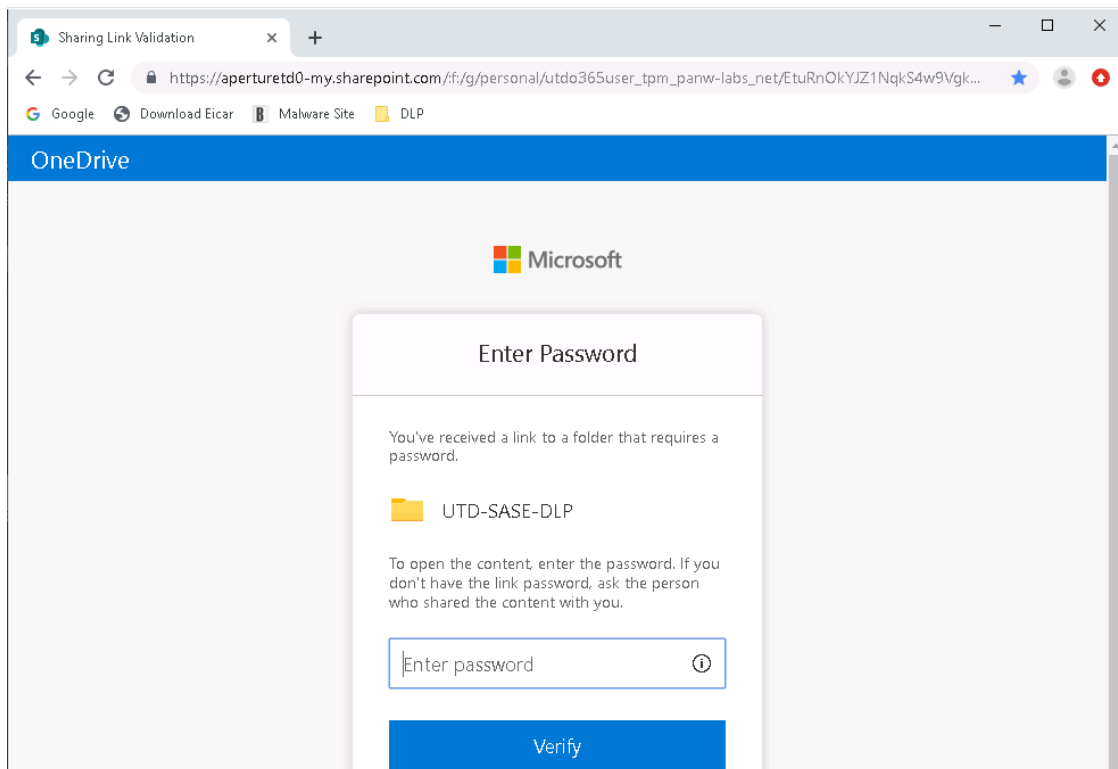 Sharing Link Validation
https://aperturetd0-my.sharepoint.com/:f:/g/personal/utdo365user_tpm_panw-labs_net/EtuRnOkYJZ1NqkS4w9Vgk...
Google Download Eicar Malware Site DLP
OneDrive
Microsoft
Enter Password
You've received a link to a folder that requires a
password.
UTD-SASE-DLP
To open the content, enter the password. If you
don't have the link password, ask the person
who shared the content with you.
Enter password
Verify